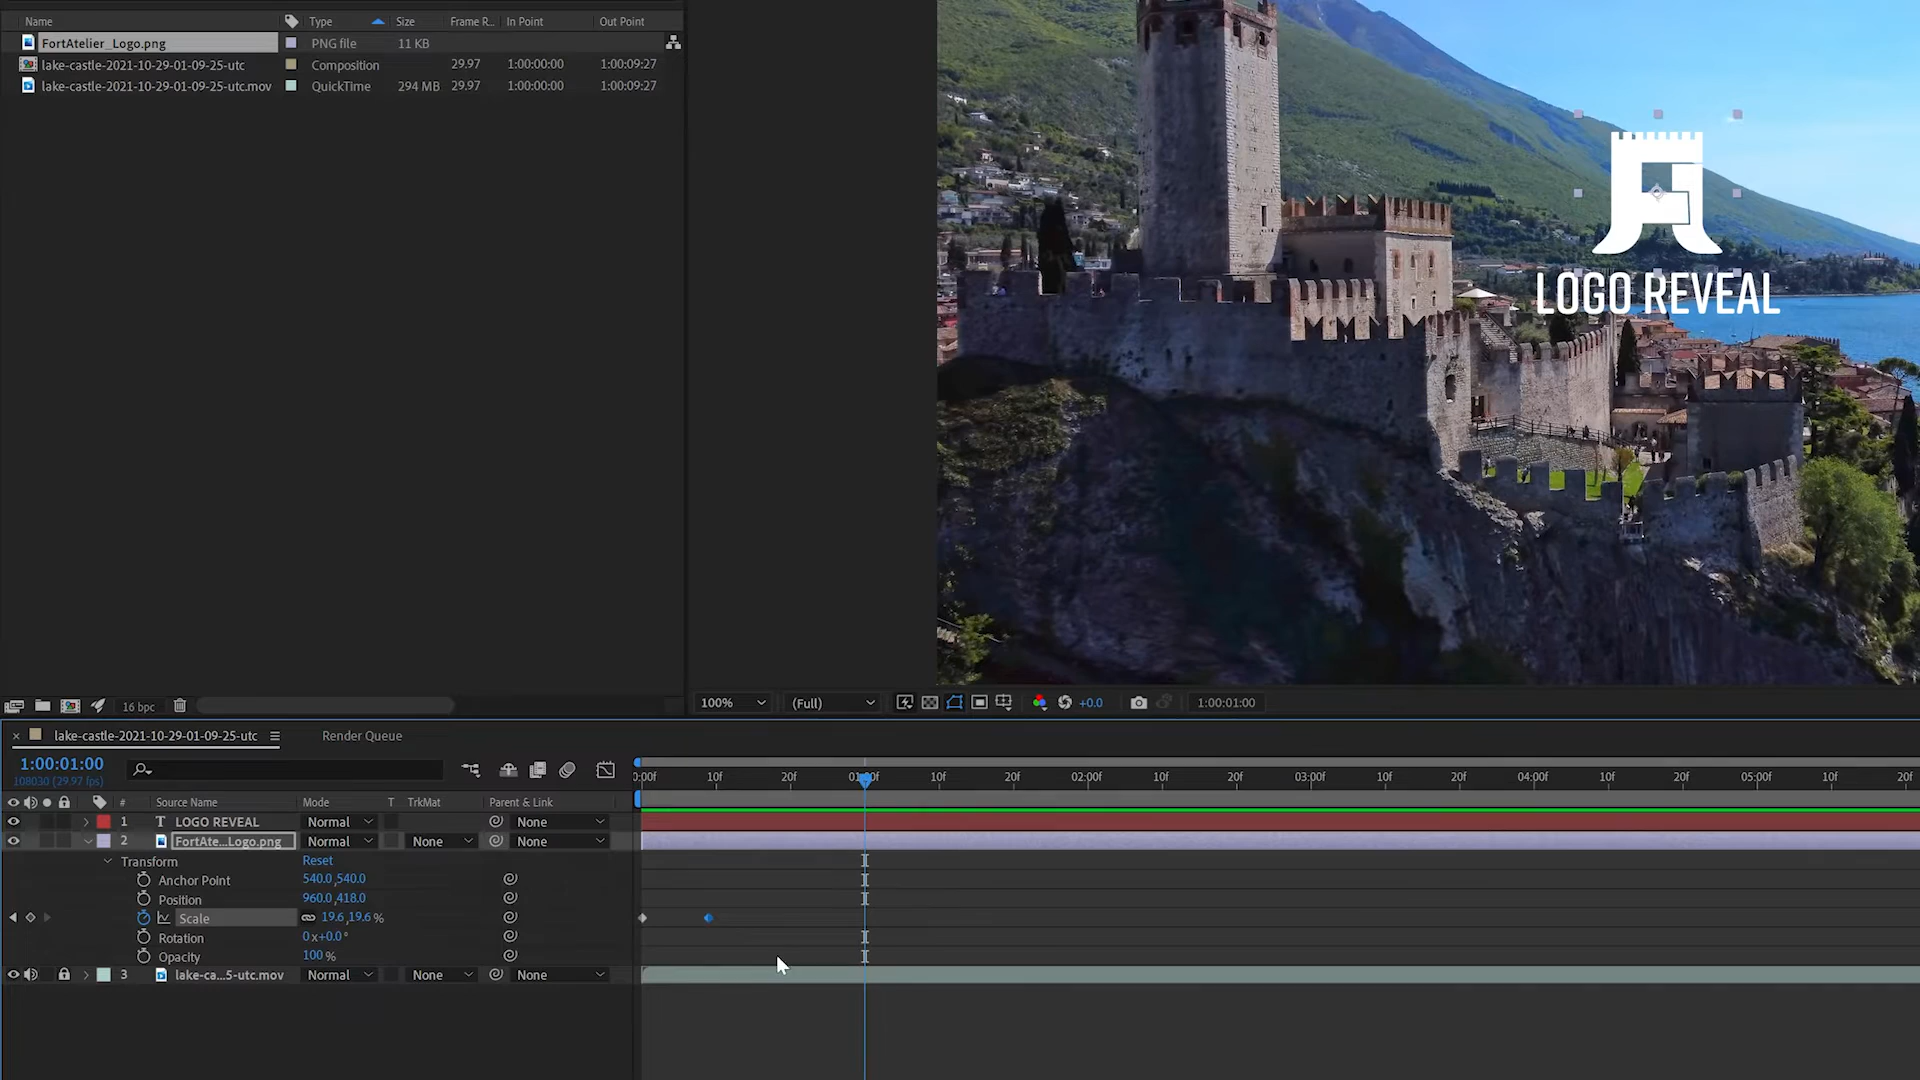 Name Type Size Frame R... In Point Out Point
FortAtelier_Logo.png PNG file 11 KB
lake-castle-2021-10-29-01-09-25-utc Composition 29.97 1:00:00:00 1:00:09:27
lake-castle-2021-10-29-01-09-25-utc.mov QuickTime 294 MB 29.97 1:00:00:00 1:00:09:27
LOGO REVEAL
16 bpc
100% (Full) +0.0 1:00:01:00
lake-castle-2021-10-29-01-09-25-utc Render Queue
1:00:01:00
108030 (29.97 fps)
0:00f 10f 20f 01:00f 10f 20f 02:00f 10f 20f 03:00f 10f 20f 04:00f 10f 20f 05:00f 10f 20f
# Source Name Mode T TrkMat Parent & Link
1 T LOGO REVEAL Normal None
2 FortAte...Logo.png Normal None None
Transform Reset
Anchor Point 540.0,540.0
Position 960.0,418.0
Scale 19.6,19.6%
Rotation 0x+0.0°
Opacity 100%
3 lake-ca...5-utc.mov Normal None None